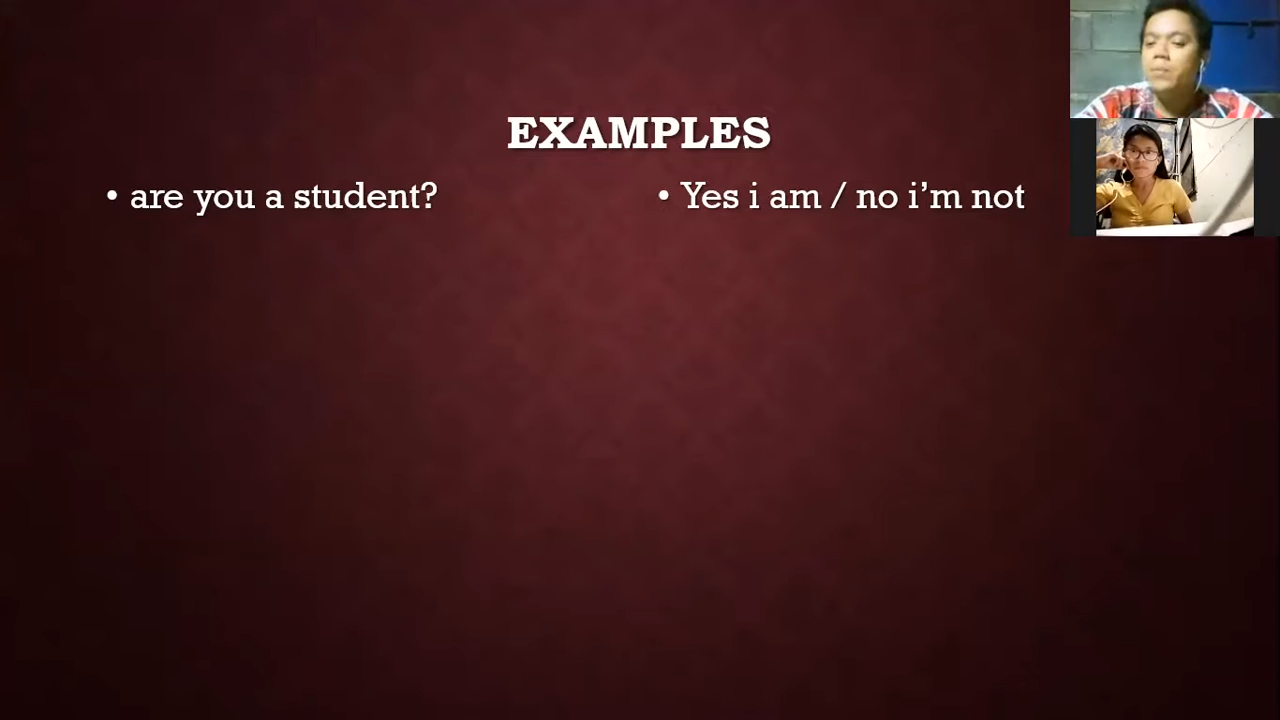 EXAMPLES
• are you a student?
• Yes i am / no i’m not